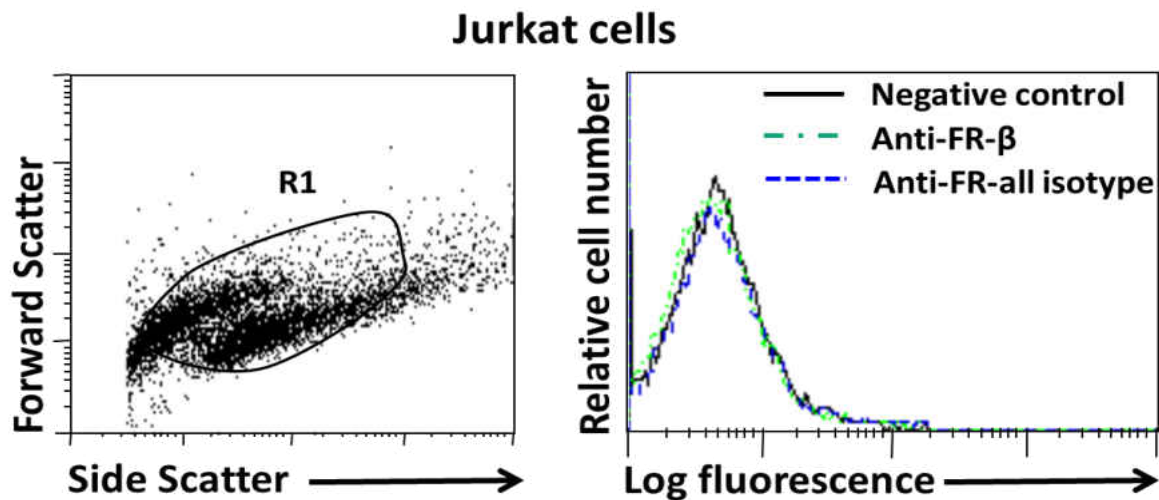 Jurkat cells
Forward Scatter
R1
Side Scatter
Relative cell number
Negative control
Anti-FR-β
Anti-FR-all isotype
Log fluorescence